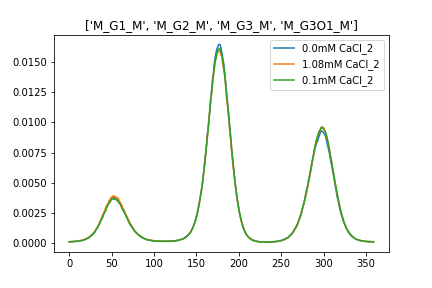 ['M_G1_M', 'M_G2_M', 'M_G3_M', 'M_G3O1_M']
0.0mM CaCl_2
1.08mM CaCl_2
0.1mM CaCl_2
0.0150
0.0125
0.0100
0.0075
0.0050
0.0025
0.0000
0 50 100 150 200 250 300 350